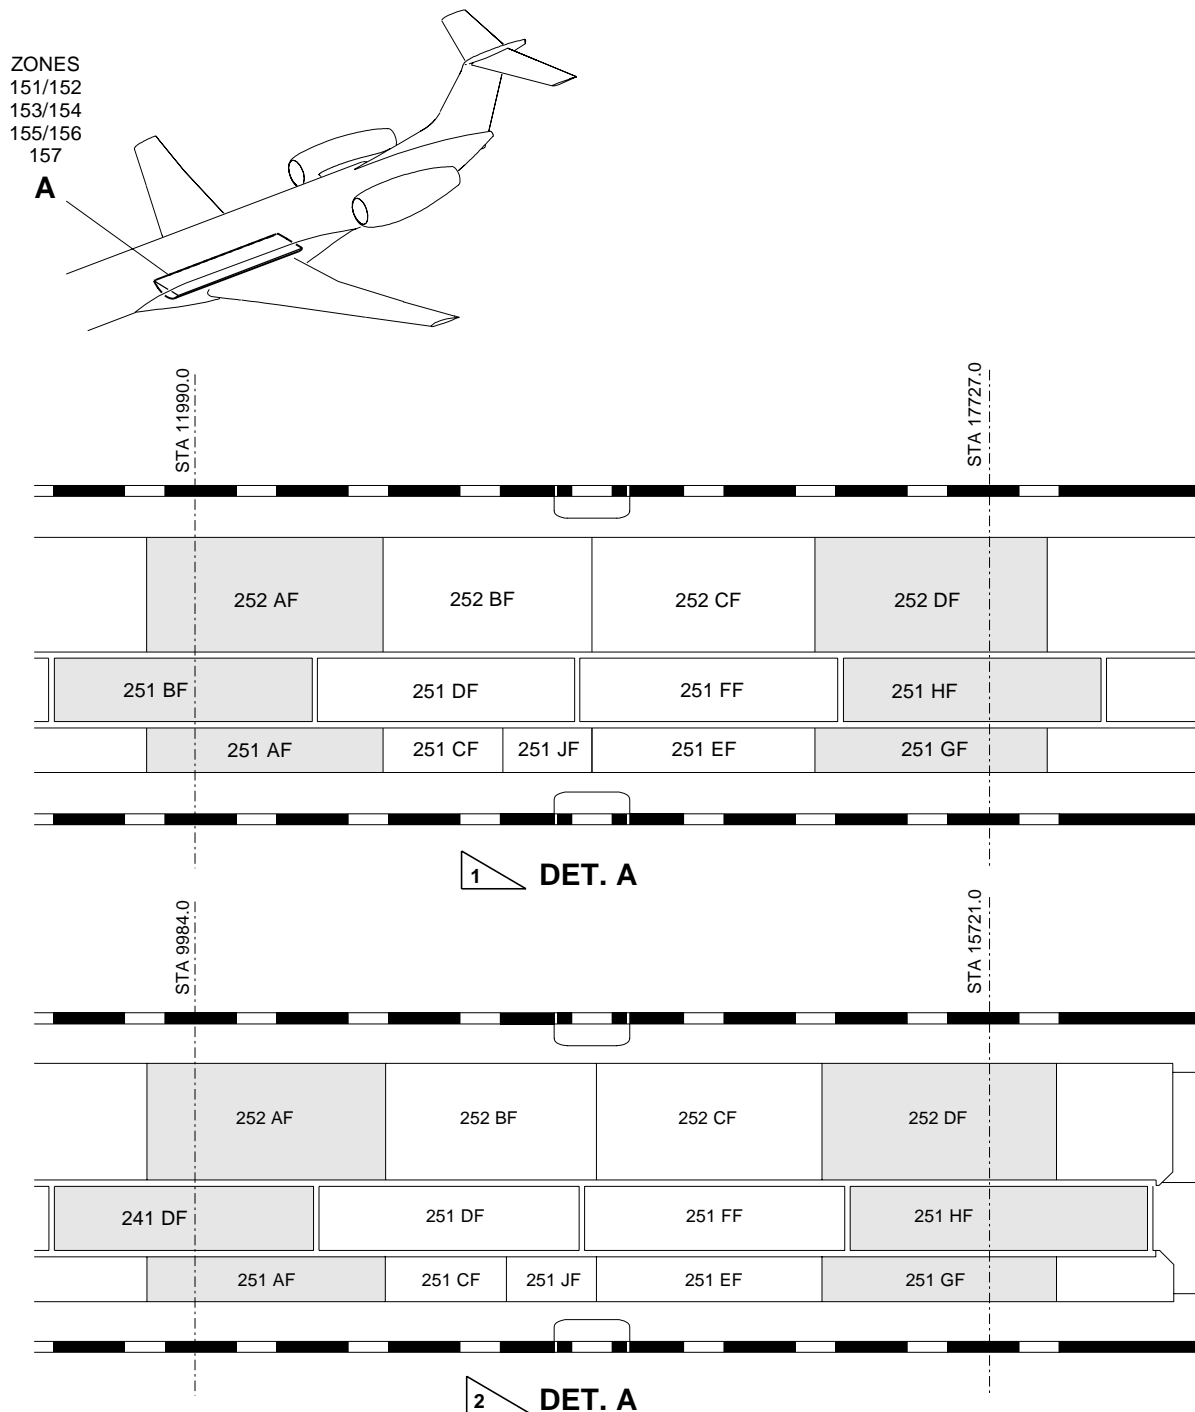 ZONES
151/152
153/154
155/156
157
A
STA 11990.0
STA 17727.0
252 AF
252 BF
252 CF
252 DF
251 BF
251 DF
251 FF
251 HF
251 AF
251 CF
251 JF
251 EF
251 GF
1
DET. A
STA 9984.0
STA 15721.0
252 AF
252 BF
252 CF
252 DF
241 DF
251 DF
251 FF
251 HF
251 AF
251 CF
251 JF
251 EF
251 GF
2
DET. A